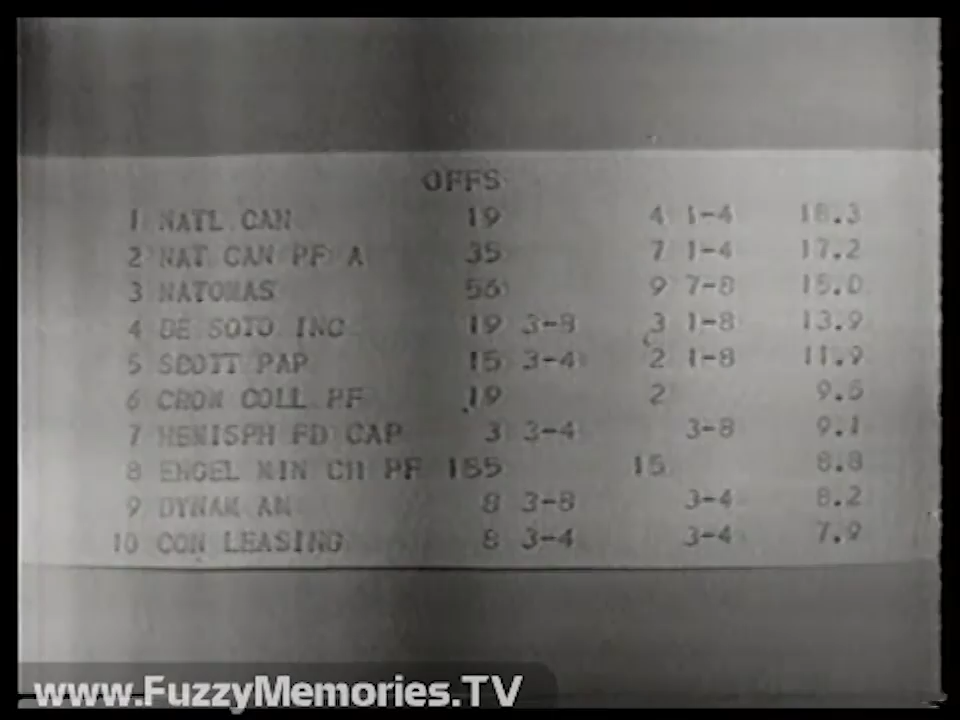 OFFS
1 NATL CAN 19 4 1-4 18.3
2 NAT CAN PF A 35 7 1-4 17.2
3 NATOMAS 56 9 7-8 15.0
4 DE SOTO INC 19 3-8 3 1-8 13.9
5 SCOTT PAP 15 3-4 2 1-8 11.9
6 CROW COLL PF 19 2 9.5
7 HEMISPH FD CAP 3 3-4 3-8 9.1
8 ENGEL MIN CH PF 155 15 8.8
9 DYNAM AM 8 3-8 3-4 8.2
10 CON LEASING 8 3-4 3-4 7.9
www.FuzzyMemories.TV